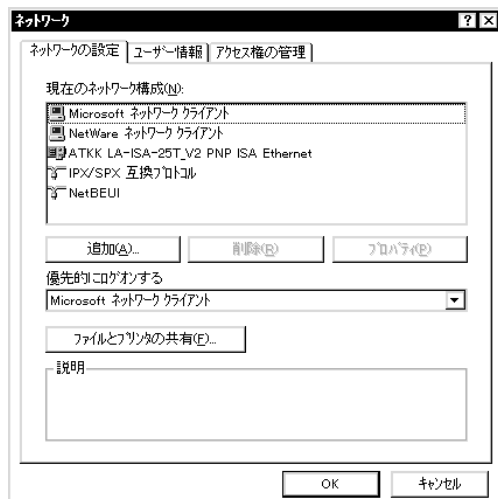 ネットワーク
ネットワークの設定 ユーザー情報 アクセス権の管理
現在のネットワーク構成(N):
Microsoft ネットワーク クライアント
NetWare ネットワーク クライアント
ATKK LA-ISA-25T_V2 PNP ISA Ethernet
IPX/SPX 互換プロトコル
NetBEUI
追加(A)... 削除(R) プロパティ(P)
優先的にログオンする
Microsoft ネットワーク クライアント
ファイルとプリンタの共有(F)...
説明
OK キャンセル